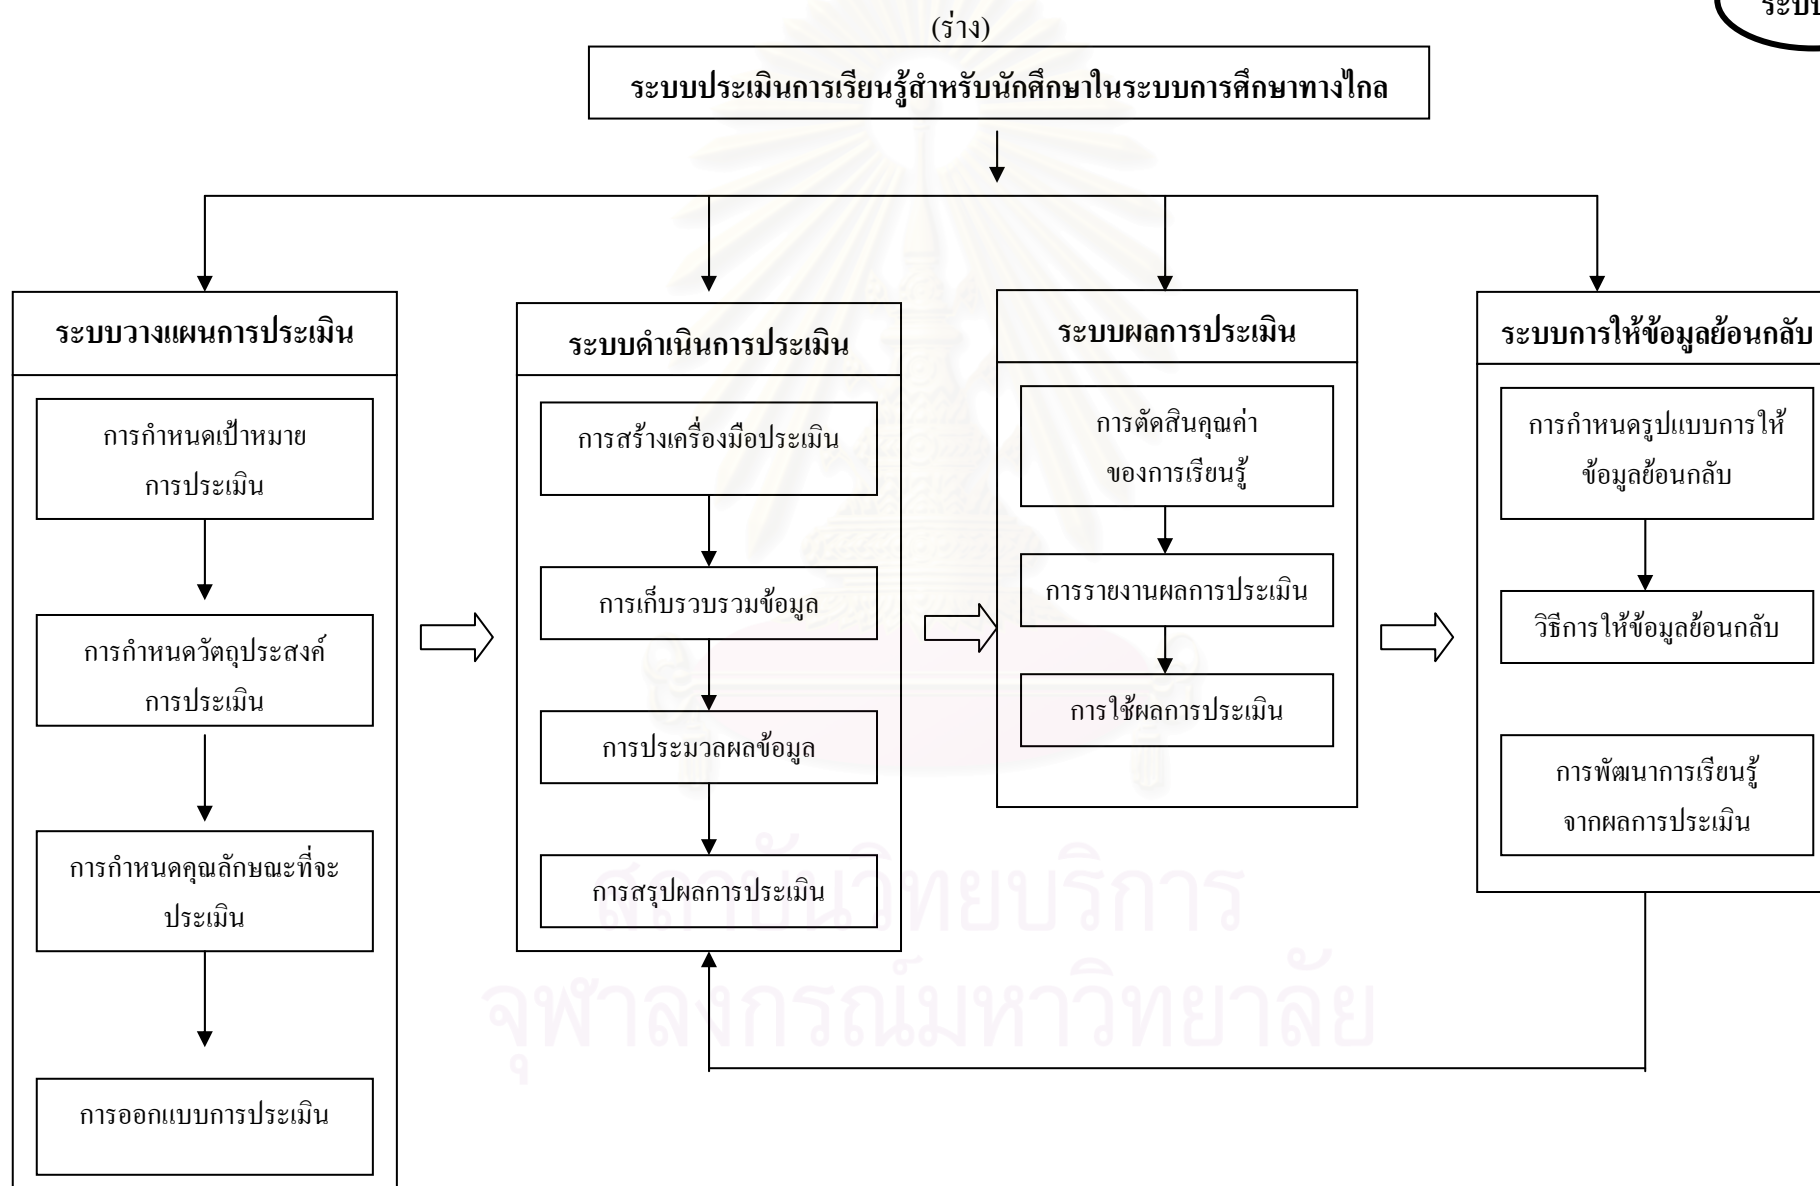 ระบบ
(ร่าง)
ระบบประเมินการเรียนรู้สำหรับนักศึกษาในระบบการศึกษาทางไกล
ระบบวางแผนการประเมิน
การกำหนดเป้าหมาย
การประเมิน
การกำหนดวัตถุประสงค์
การประเมิน
การกำหนดคุณลักษณะที่จะ
ประเมิน
การออกแบบการประเมิน
ระบบดำเนินการประเมิน
การสร้างเครื่องมือประเมิน
การเก็บรวบรวมข้อมูล
การประมวลผลข้อมูล
การสรุปผลการประเมิน
ระบบผลการประเมิน
การตัดสินคุณค่า
ของการเรียนรู้
การรายงานผลการประเมิน
การใช้ผลการประเมิน
ระบบการให้ข้อมูลย้อนกลับ
การกำหนดรูปแบบการให้
ข้อมูลย้อนกลับ
วิธีการให้ข้อมูลย้อนกลับ
การพัฒนาการเรียนรู้
จากผลการประเมิน
สถาบันวิทยบริการ
จุฬาลงกรณ์มหาวิทยาลัย